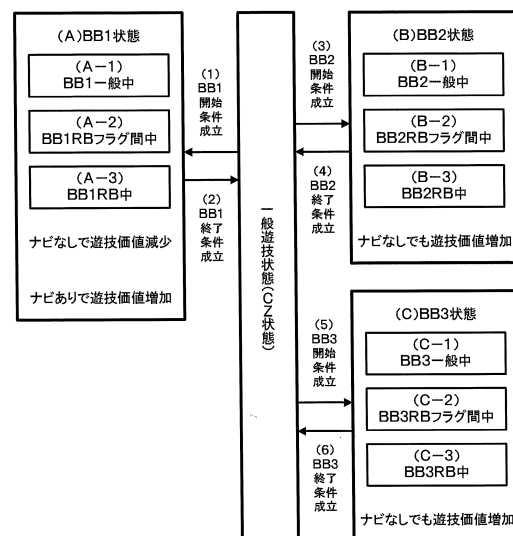 (A)BB1状態
(A-1)
BB1一般中
(A-2)
BB1RBフラグ間中
(A-3)
BB1RB中
ナビなしで遊技価値減少
ナビありで遊技価値増加
(1)
BB1
開始
条件
成立
(2)
BB1
終了
条件
成立
一般遊技状態(CZ状態)
(3)
BB2
開始
条件
成立
(4)
BB2
終了
条件
成立
(B)BB2状態
(B-1)
BB2一般中
(B-2)
BB2RBフラグ間中
(B-3)
BB2RB中
ナビなしでも遊技価値増加
(5)
BB3
開始
条件
成立
(6)
BB3
終了
条件
成立
(C)BB3状態
(C-1)
BB3一般中
(C-2)
BB3RBフラグ間中
(C-3)
BB3RB中
ナビなしでも遊技価値増加